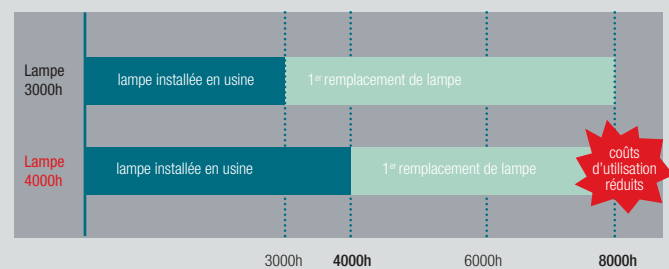 Lampe
3000h
lampe installée en usine
1er remplacement de lampe
Lampe
4000h
lampe installée en usine
1er remplacement de lampe
coûts
d'utilisation
réduits
3000h
4000h
6000h
8000h